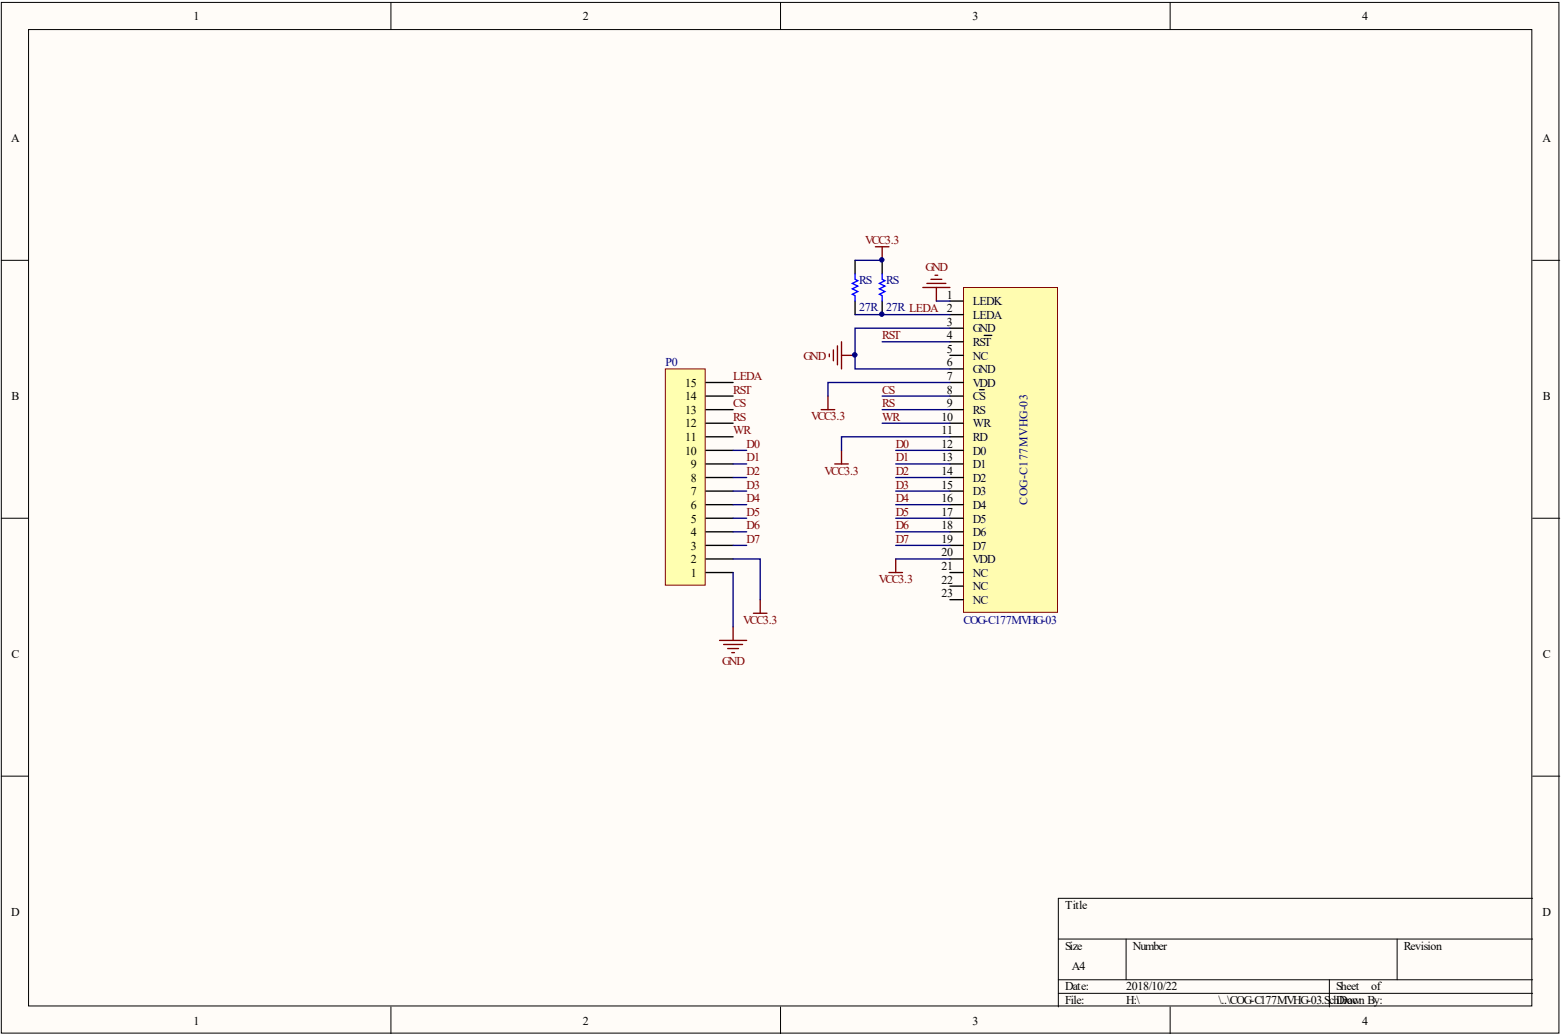 1 2 3 4
A A
VCC3.3
GND
RS RS
1 LEDK
27R 27R LEDA 2 LEDA
3 GND
RST 4 RST
GND 5 NC
6 GND
P0
7 VDD
15 LEDA
CS 8 CS
14 RST
RS 9 RS
13 CS
VCC3.3
WR 10 WR
12 RS
11 RD
11 WR
D0 12 D0
10 D0
D1 13 D1
9 D1
VCC3.3
D2 14 D2
8 D2
D3 15 D3
7 D3
D4 16 D4
6 D4
D5 17 D5
5 D5
D6 18 D6
4 D6
D7 19 D7
3 D7
20 VDD
2
VCC3.3
21 NC
1
22 NC
23 NC
COG-C177MVHG-03
B B
VCC3.3
COG-C177MVHG-03
GND
C C
D D
Title
Size Number Revision
A4
Date: 2018/10/22 Sheet of
File: H:\ \..\COG-C177MVHG-03.SchDoc Drawn By:
1 2 3 4